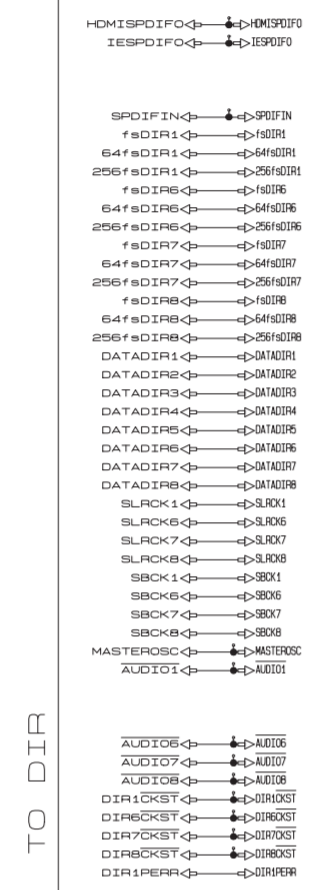 HDMISPDIFO HDMISPDIFO
IESPDIFO IESPDIFO
SPDIFIN SPDIFIN
fsDIR1 fsDIR1
64fsDIR1 64fsDIR1
256fsDIR1 256fsDIR1
fsDIR6 fsDIR6
64fsDIR6 64fsDIR6
256fsDIR6 256fsDIR6
fsDIR7 fsDIR7
64fsDIR7 64fsDIR7
256fsDIR7 256fsDIR7
fsDIR8 fsDIR8
64fsDIR8 64fsDIR8
256fsDIR8 256fsDIR8
DATADIR1 DATADIR1
DATADIR2 DATADIR2
DATADIR3 DATADIR3
DATADIR4 DATADIR4
DATADIR5 DATADIR5
DATADIR6 DATADIR6
DATADIR7 DATADIR7
DATADIR8 DATADIR8
SLRCK1 SLRCK1
SLRCK6 SLRCK6
SLRCK7 SLRCK7
SLRCK8 SLRCK8
SBCK1 SBCK1
SBCK6 SBCK6
SBCK7 SBCK7
SBCK8 SBCK8
MASTEROSC MASTEROSC
AUDIO1 AUDIO1
AUDIO6 AUDIO6
AUDIO7 AUDIO7
AUDIO8 AUDIO8
DIR1CKST DIR1CKST
DIR6CKST DIR6CKST
DIR7CKST DIR7CKST
DIR8CKST DIR8CKST
DIR1PERR DIR1PERR
TO DIR